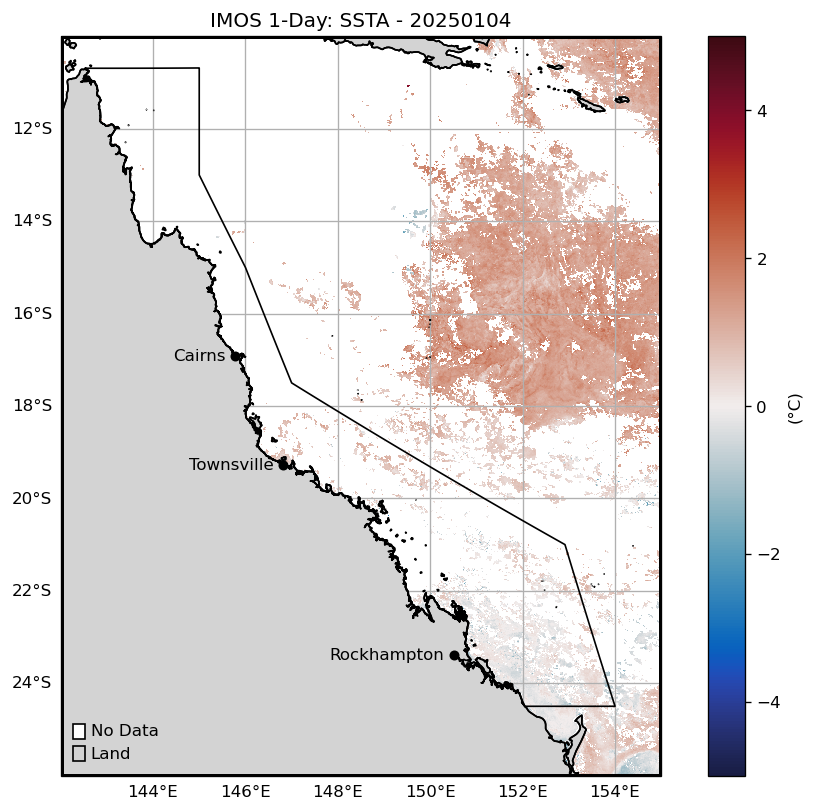 IMOS 1-Day: SSTA - 20250104
12°S
14°S
16°S
18°S
20°S
22°S
24°S
Cairns
Townsville
Rockhampton
No Data
Land
144°E 146°E 148°E 150°E 152°E 154°E
4
2
0
−2
−4
(°C)